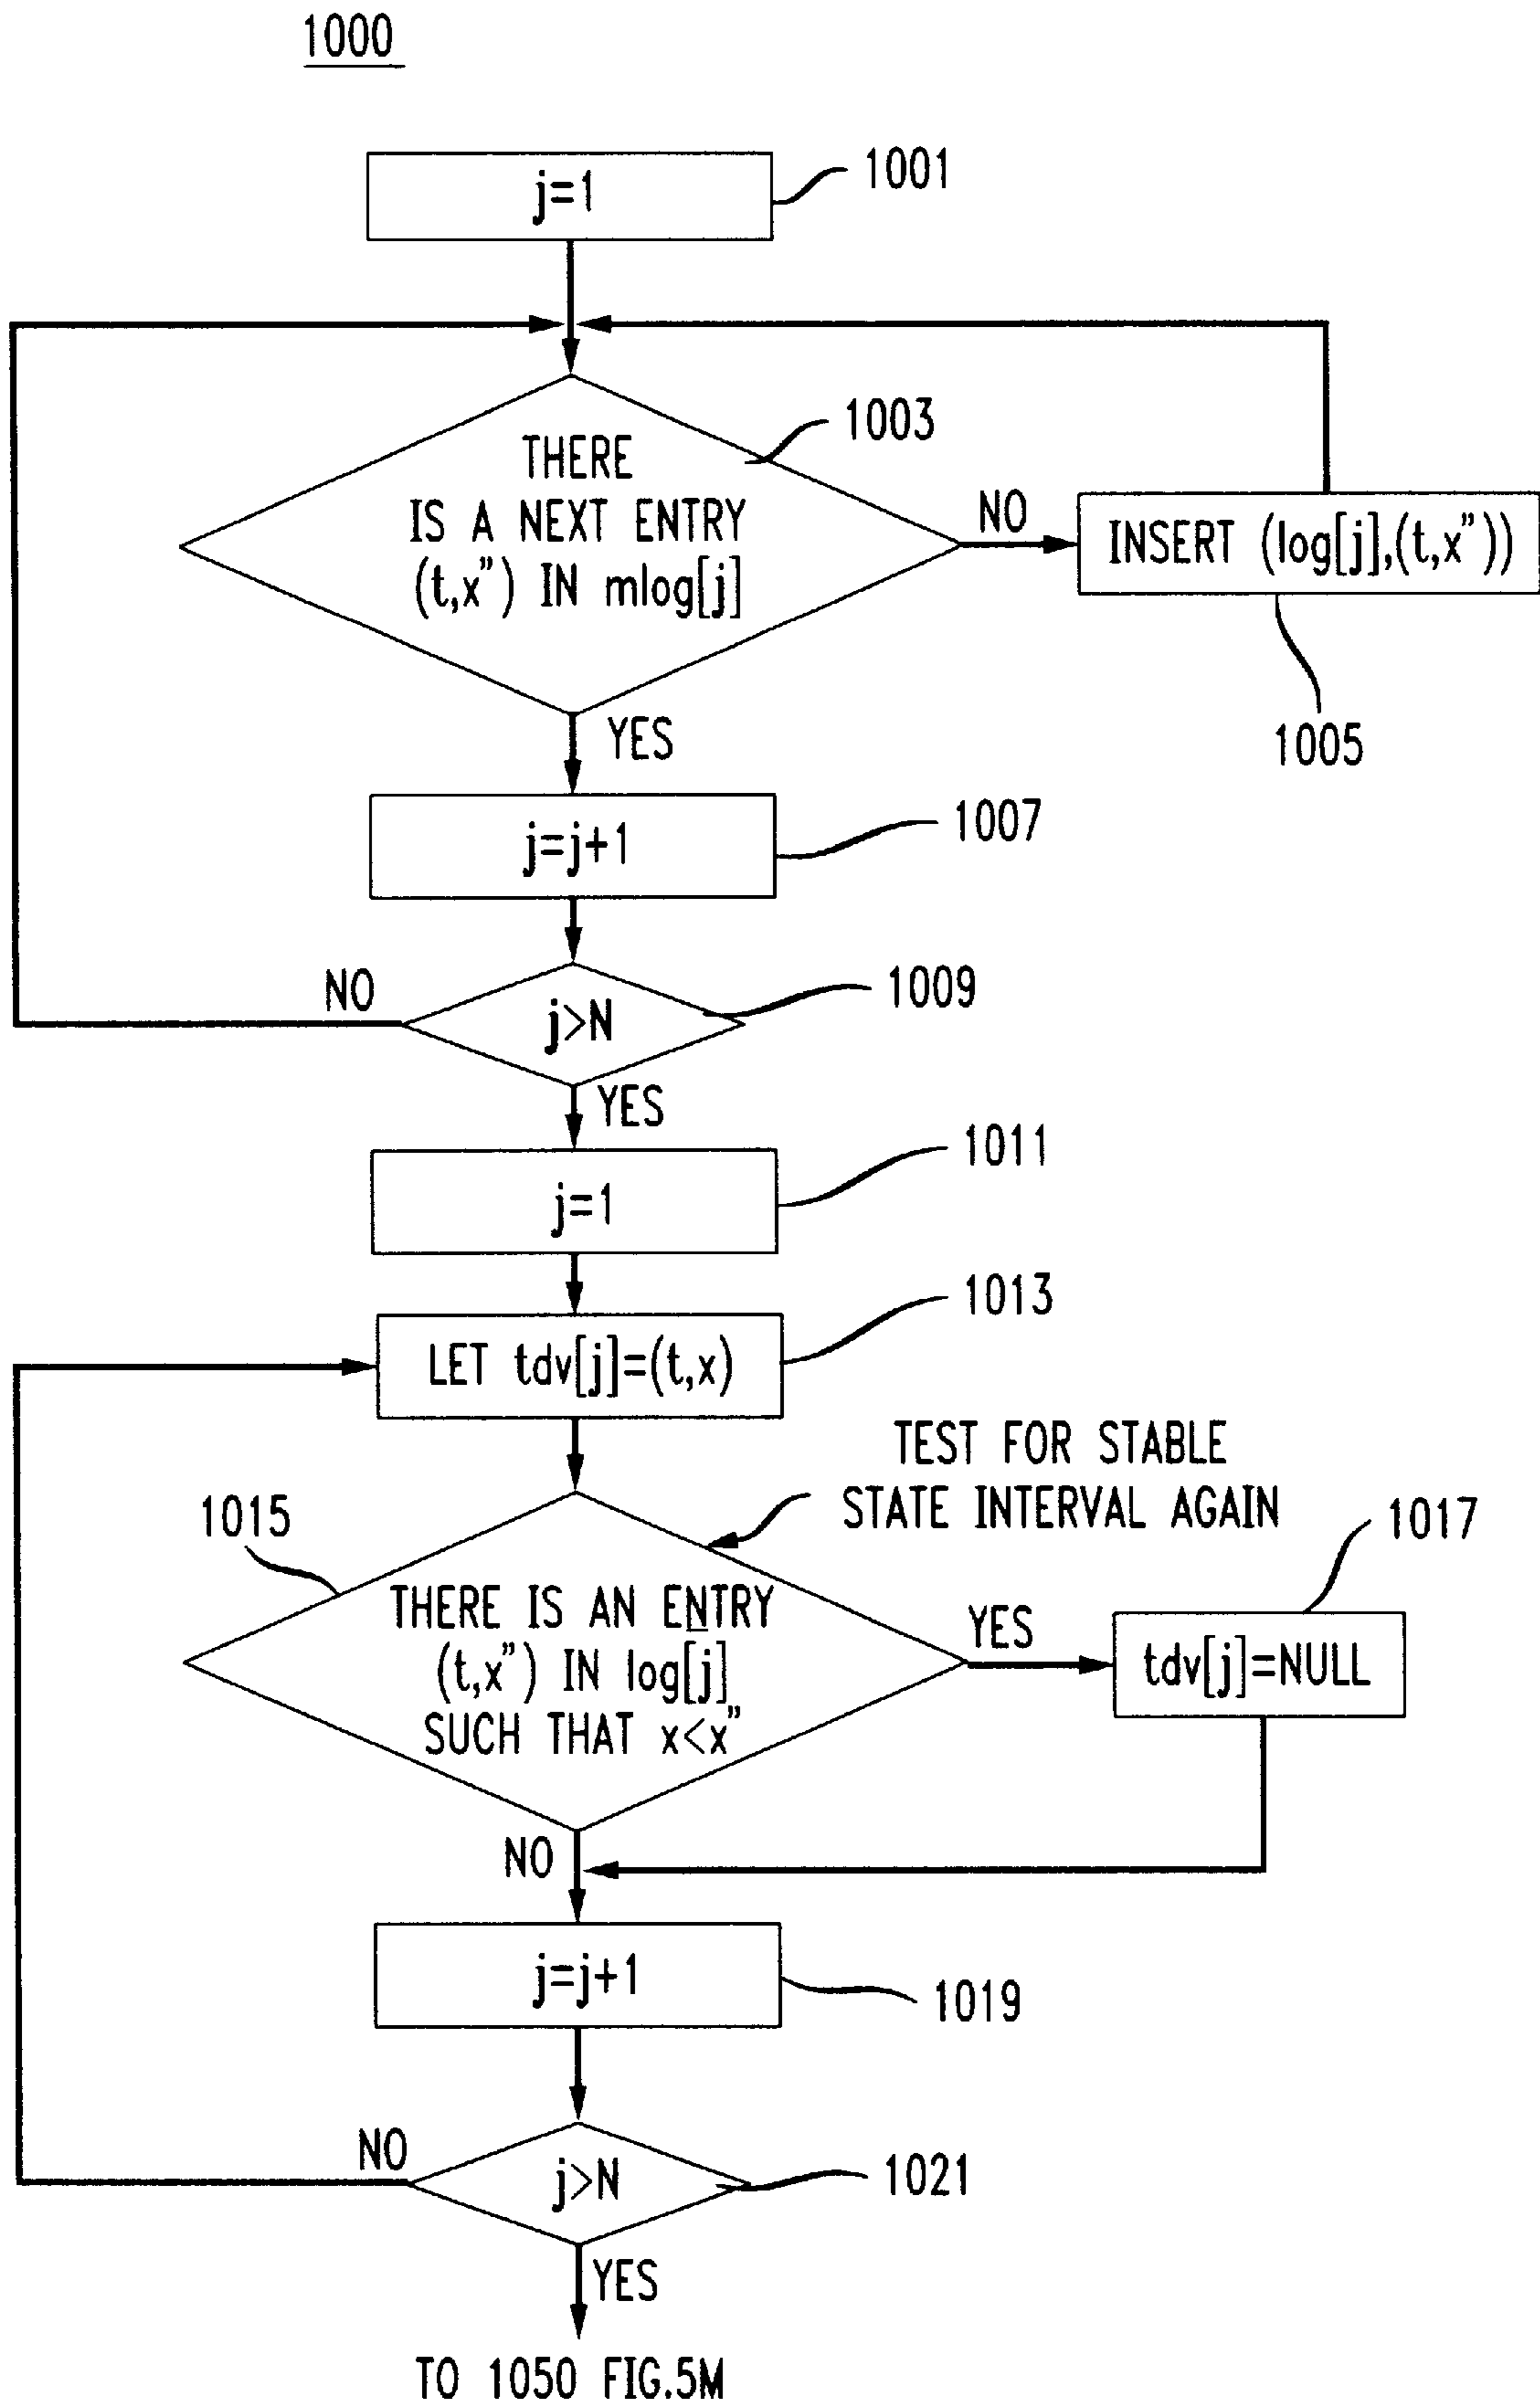 1000
j=1
1001
THERE
IS A NEXT ENTRY
(t,x") IN mlog[j]
1003
NO
INSERT (log[j],(t,x"))
1005
YES
j=j+1
1007
NO
j>N
1009
YES
j=1
1011
LET tdv[j]=(t,x)
1013
TEST FOR STABLE
STATE INTERVAL AGAIN
1015
THERE IS AN ENTRY
(t,x") IN log[j]
SUCH THAT x<x"
YES
tdv[j]=NULL
1017
NO
j=j+1
1019
NO
j>N
1021
YES
TO 1050 FIG.5M